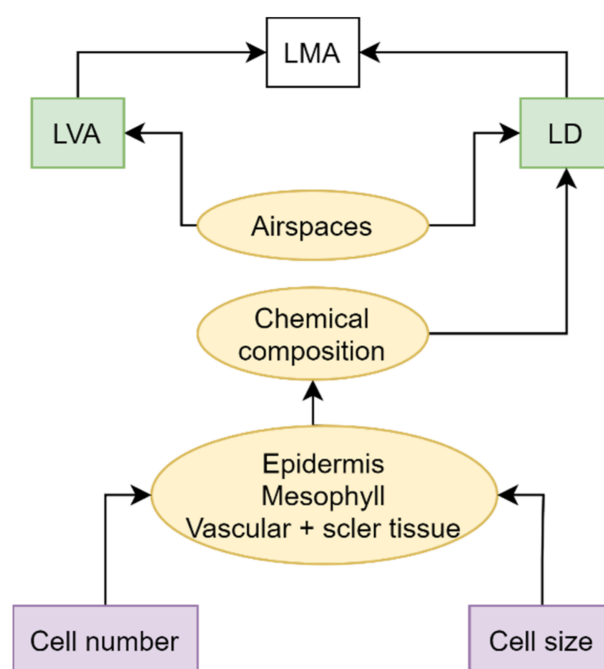 LMA
LVA
LD
Airspaces
Chemical
composition
Epidermis
Mesophyll
Vascular + scler tissue
Cell number
Cell size